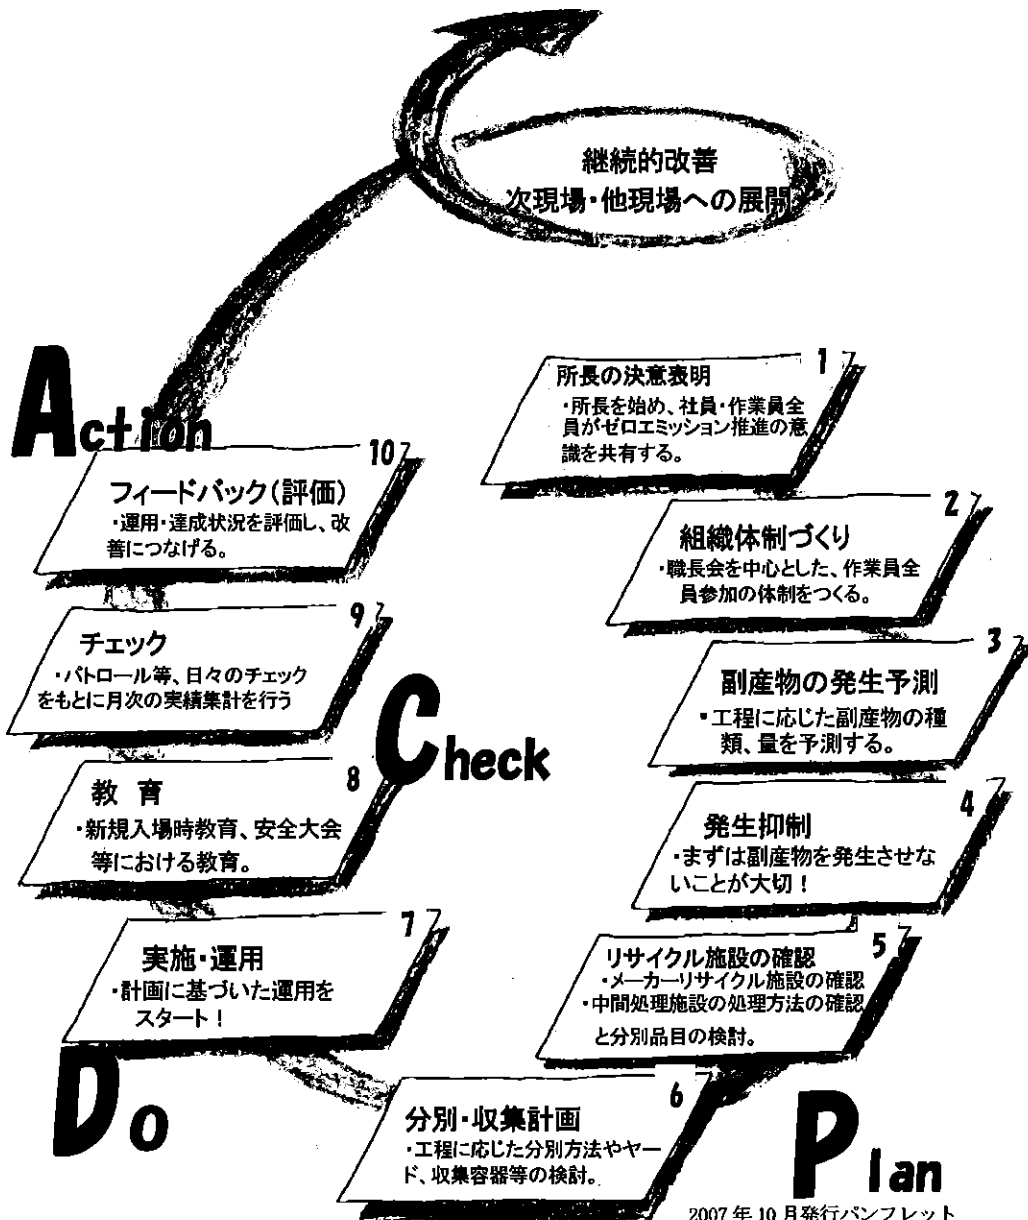 継続的改善
次現場・他現場への展開
Action
1
所長の決意表明
・所長を始め、社員・作業員全
員がゼロエミッション推進の意
識を共有する。
2
組織体制づくり
・職長会を中心とした、作業員全
員参加の体制をつくる。
3
副産物の発生予測
・工程に応じた副産物の種
類、量を予測する。
4
発生抑制
・まずは副産物を発生させな
いことが大切！
5
リサイクル施設の確認
・メーカーリサイクル施設の確認
・中間処理施設の処理方法の確認
と分別品目の検討。
Plan
6
分別・収集計画
・工程に応じた分別方法やヤー
ド、収集容器等の検討。
7
実施・運用
・計画に基づいた運用を
スタート！
Do
8
教 育
・新規入場時教育、安全大会
等における教育。
Check
9
チェック
・パトロール等、日々のチェック
をもとに月次の実績集計を行う
10
フィードバック（評価）
・運用・達成状況を評価し、改
善につなげる。
2007 年 10 月発行パンフレット